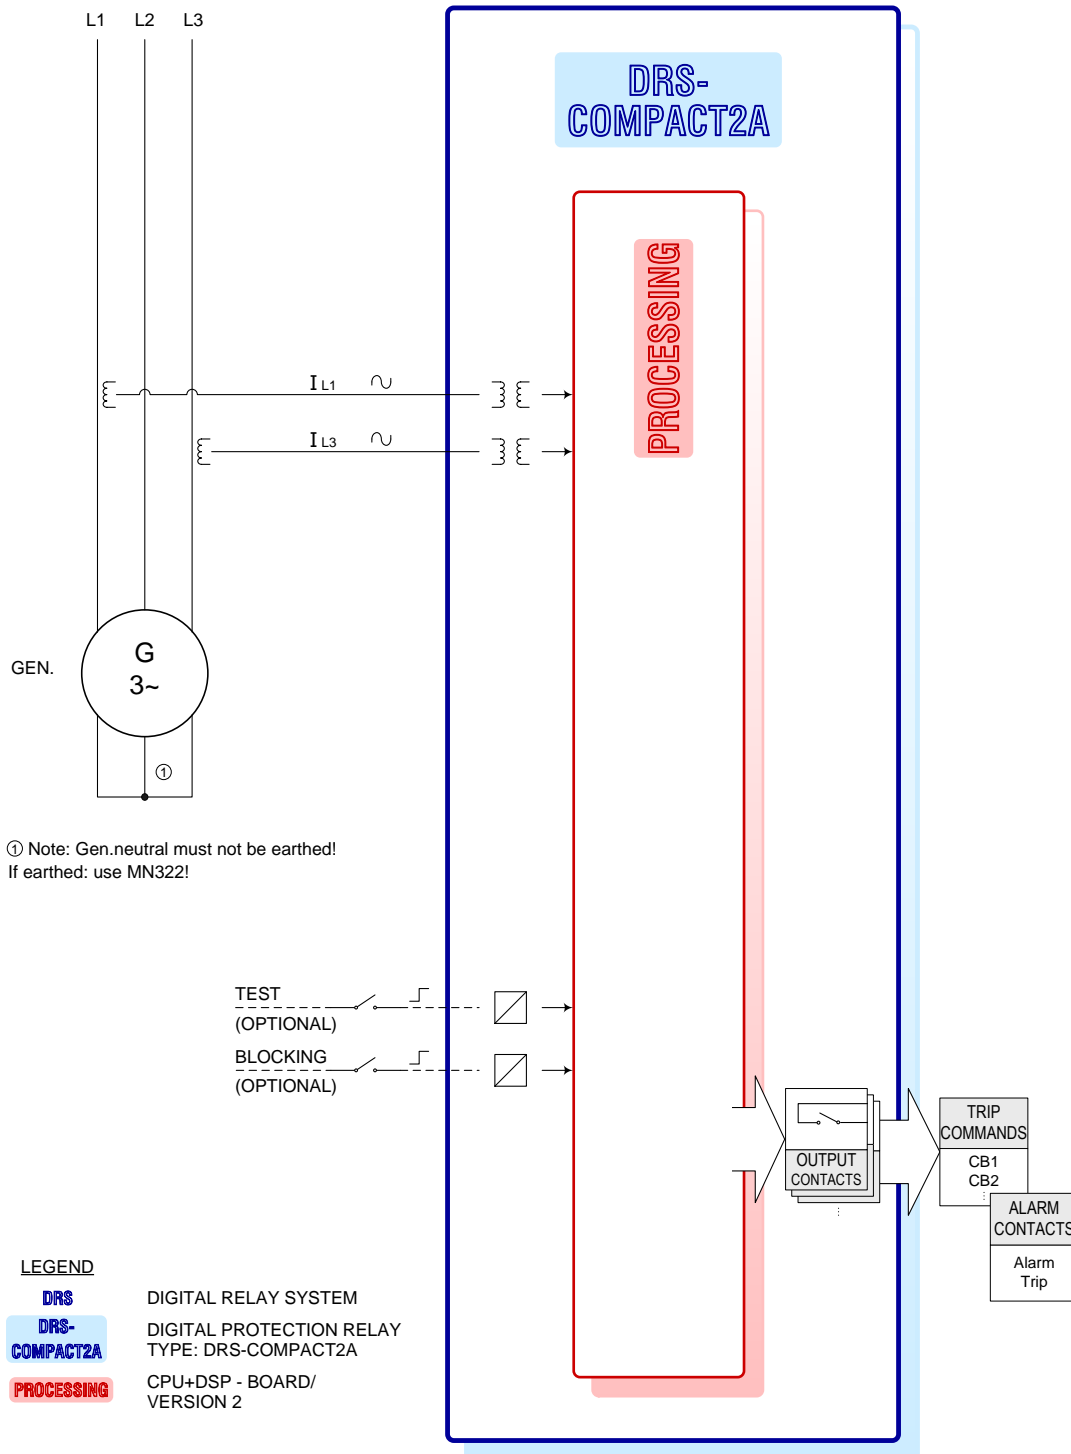 L1 L2 L3
DRS-
COMPACT2A
PROCESSING
I L1
I L3
G
3~
GEN.
①
① Note: Gen.neutral must not be earthed!
If earthed: use MN322!
TEST
(OPTIONAL)
BLOCKING
(OPTIONAL)
OUTPUT
CONTACTS
TRIP
COMMANDS
CB1
CB2
ALARM
CONTACTS
Alarm
Trip
LEGEND
DRS DIGITAL RELAY SYSTEM
DRS-
COMPACT2A
DIGITAL PROTECTION RELAY
TYPE: DRS-COMPACT2A
PROCESSING
CPU+DSP - BOARD/
VERSION 2